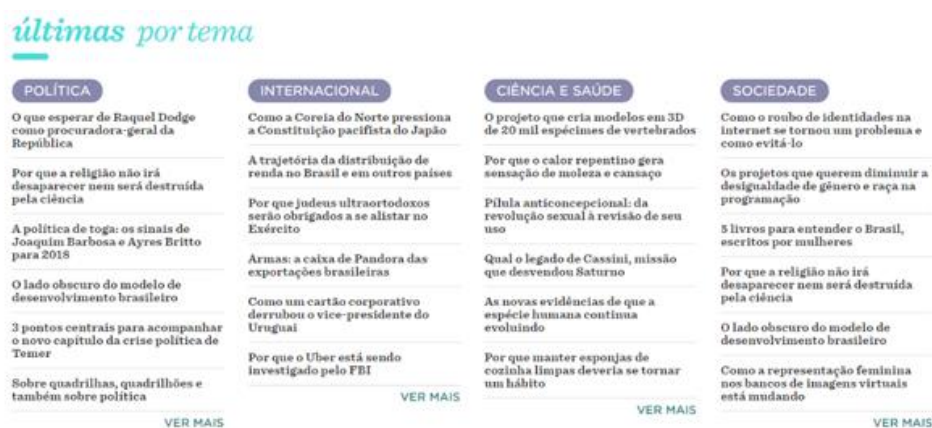 últimas por tema
POLÍTICA
O que esperar de Raquel Dodge
como procuradora-geral da
República
Por que a religião não irá
desaparecer nem será destruída
pela ciência
A política de toga: os sinais de
Joaquim Barbosa e Ayres Britto
para 2018
O lado obscuro do modelo de
desenvolvimento brasileiro
3 pontos centrais para acompanhar
o novo capítulo da crise política de
Temer
Sobre quadrilhas, quadrilhões e
também sobre política
VER MAIS
INTERNACIONAL
Como a Coreia do Norte pressiona
a Constituição pacifista do Japão
A trajetória da distribuição de
renda no Brasil e em outros países
Por que judeus ultraortodoxos
serão obrigados a se alistar no
Exército
Armas: a caixa de Pandora das
exportações brasileiras
Como um cartão corporativo
derrubou o vice-presidente do
Uruguai
Por que o Uber está sendo
investigado pelo FBI
VER MAIS
CIÊNCIA E SAÚDE
O projeto que cria modelos em 3D
de 20 mil espécimes de vertebrados
Por que o calor repentino gera
sensação de moleza e cansaço
Pílula anticoncepcional: da
revolução sexual à revisão de seu
uso
Qual o legado de Cassini, missão
que desvendou Saturno
As novas evidências de que a
espécie humana continua
evoluindo
Por que manter esponjas de
cozinha limpas deveria se tornar
um hábito
VER MAIS
SOCIEDADE
Como o roubo de identidades na
internet se tornou um problema e
como evitá-lo
Os projetos que querem diminuir a
desigualdade de gênero e raça na
programação
5 livros para entender o Brasil,
escritos por mulheres
Por que a religião não irá
desaparecer nem será destruída
pela ciência
O lado obscuro do modelo de
desenvolvimento brasileiro
Como a representação feminina
nos bancos de imagens virtuais
está mudando
VER MAIS